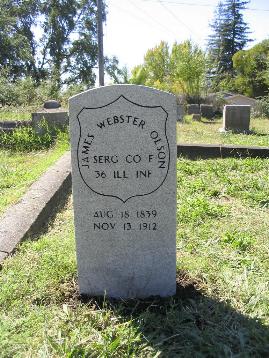 JAMES WEBSTER OLSON
SERG CO F
36 ILL INF
AUG 18 1839
NOV 13 1912